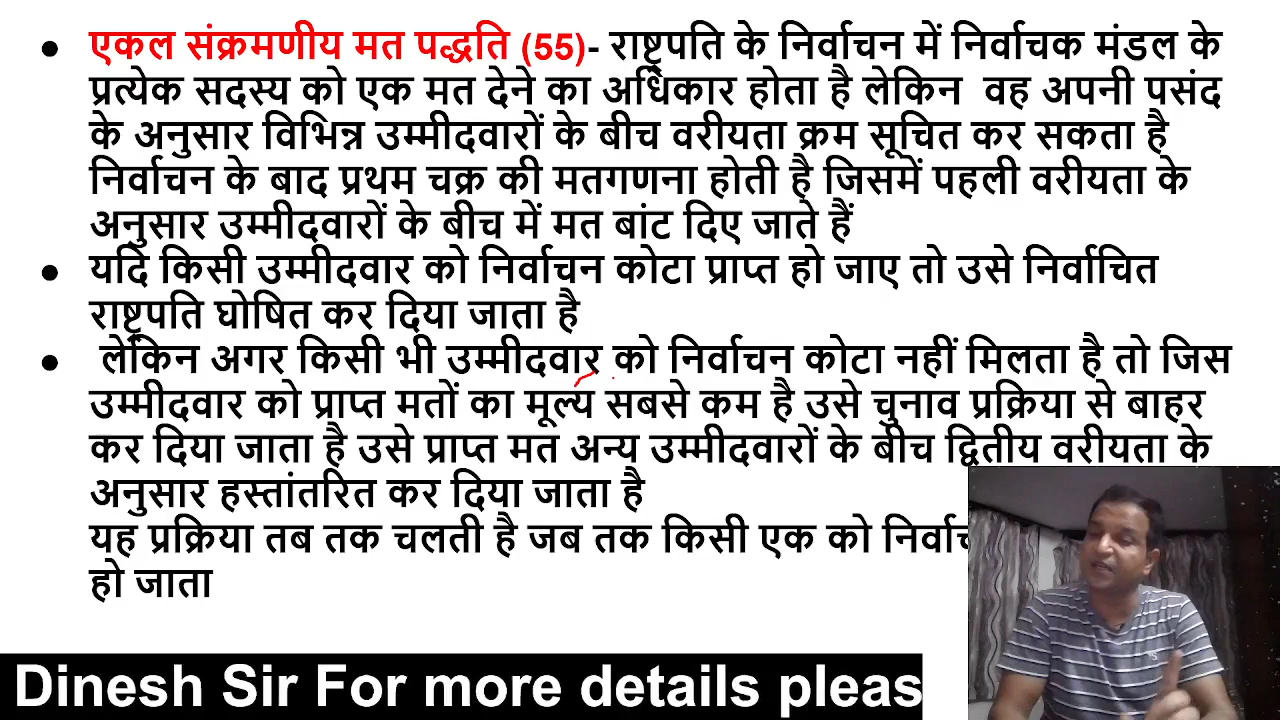 ● एकल संक्रमणीय मत पद्धति (55)- राष्ट्रपति के निर्वाचन में निर्वाचक मंडल के
प्रत्येक सदस्य को एक मत देने का अधिकार होता है लेकिन वह अपनी पसंद
के अनुसार विभिन्न उम्मीदवारों के बीच वरीयता क्रम सूचित कर सकता है
निर्वाचन के बाद प्रथम चक्र की मतगणना होती है जिसमें पहली वरीयता के
अनुसार उम्मीदवारों के बीच में मत बांट दिए जाते हैं
● यदि किसी उम्मीदवार को निर्वाचन कोटा प्राप्त हो जाए तो उसे निर्वाचित
राष्ट्रपति घोषित कर दिया जाता है
● लेकिन अगर किसी भी उम्मीदवार को निर्वाचन कोटा नहीं मिलता है तो जिस
उम्मीदवार को प्राप्त मतों का मूल्य सबसे कम है उसे चुनाव प्रक्रिया से बाहर
कर दिया जाता है उसे प्राप्त मत अन्य उम्मीदवारों के बीच द्वितीय वरीयता के
अनुसार हस्तांतरित कर दिया जाता है
यह प्रक्रिया तब तक चलती है जब तक किसी एक को
हो जाता
Dinesh Sir For more details pleas